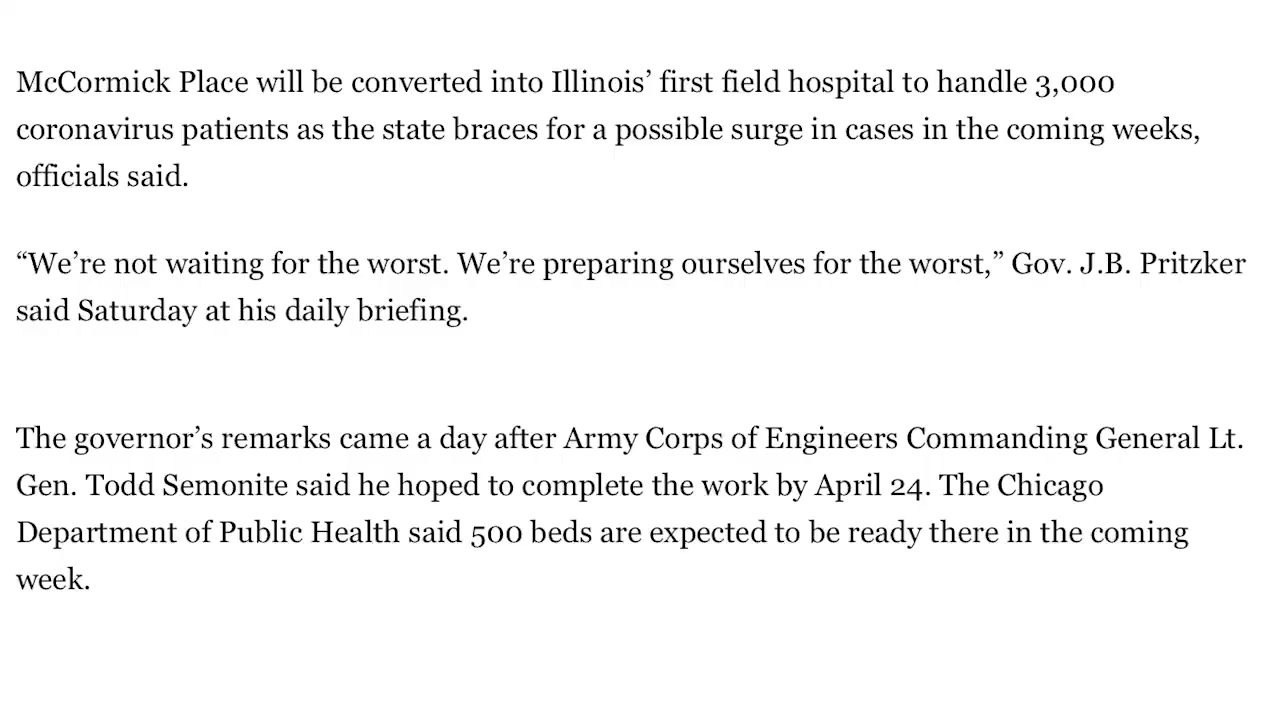 McCormick Place will be converted into Illinois’ first field hospital to handle 3,000
coronavirus patients as the state braces for a possible surge in cases in the coming weeks,
officials said.
“We’re not waiting for the worst. We’re preparing ourselves for the worst,” Gov. J.B. Pritzker
said Saturday at his daily briefing.
The governor’s remarks came a day after Army Corps of Engineers Commanding General Lt.
Gen. Todd Semonite said he hoped to complete the work by April 24. The Chicago
Department of Public Health said 500 beds are expected to be ready there in the coming
week.